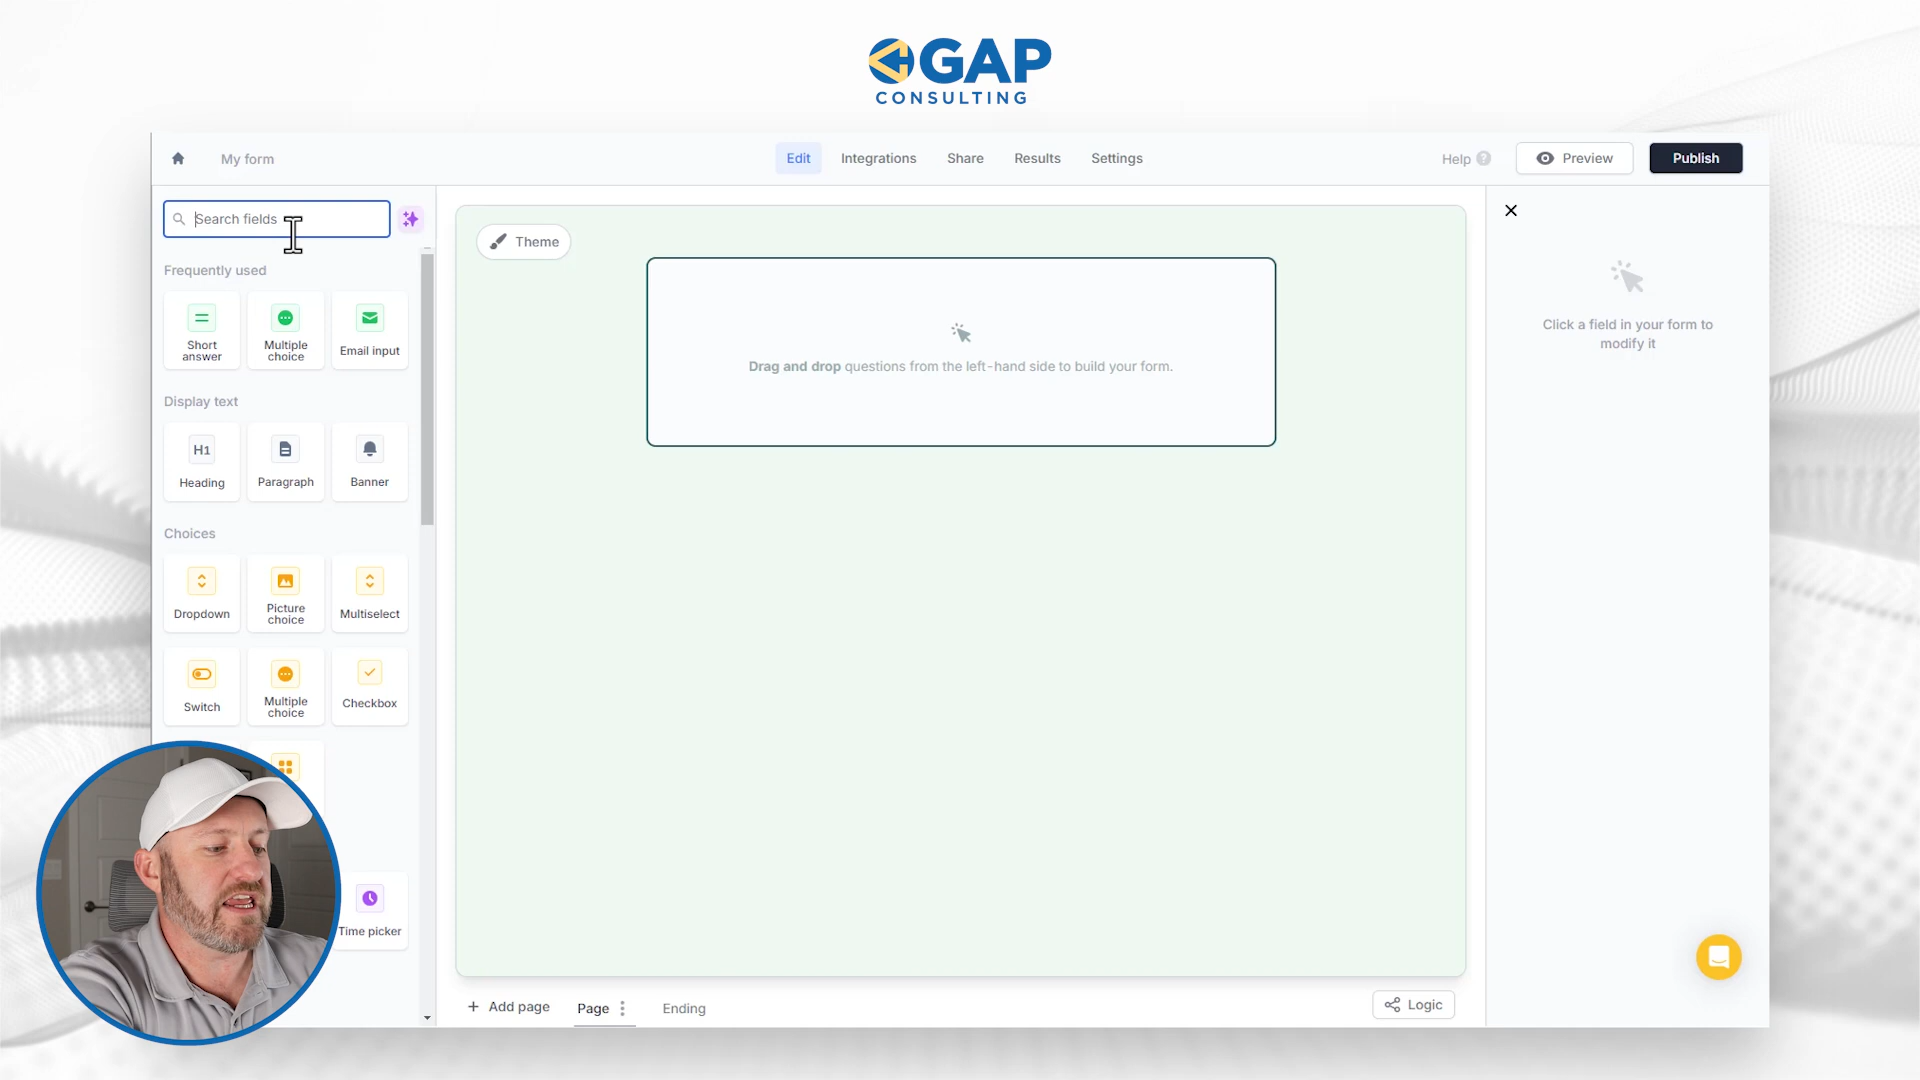 GAP
CONSULTING
My form
Edit
Integrations
Share
Results
Settings
Help ?
Preview
Publish
Search fields
Frequently used
Short
answer
Multiple
choice
Email input
Display text
H1
Heading
Paragraph
Banner
Choices
Dropdown
Picture
choice
Multiselect
Switch
Multiple
choice
Checkbox
Time picker
Theme
Drag and drop questions from the left-hand side to build your form.
Click a field in your form to
modify it
+ Add page
Page
Ending
Logic